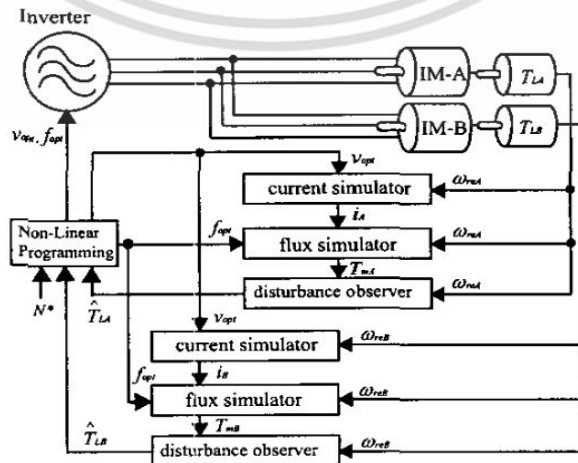 Inverter
IM-A
T_LA
IM-B
T_LB
v_opt, f_opt
v_opt
current simulator
ω_reA
i_A
Non-Linear
Programming
f_opt
flux simulator
ω_reA
T_mA
disturbance observer
ω_reA
N*
T̂_LA
v_opt
current simulator
ω_reB
i_B
f_opt
flux simulator
ω_reB
T_mB
T̂_LB
disturbance observer
ω_reB